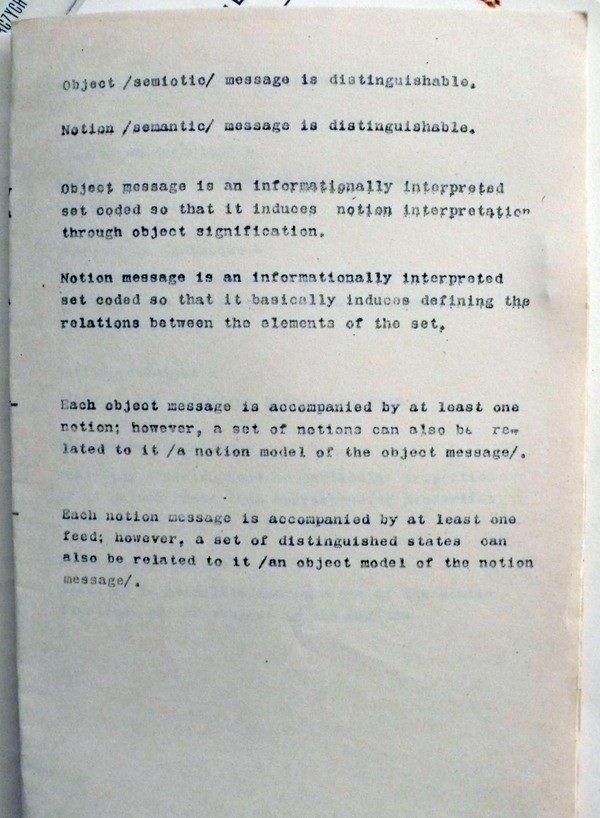 Object /semiotic/ message is distinguishable.
Notion /semantic/ message is distinguishable.
Object message is an informationally interpreted
set coded so that it induces notion interpretation
through object signification.
Notion message is an informationally interpreted
set coded so that it basically induces defining the
relations between the elements of the set.
Each object message is accompanied by at least one
notion; however, a set of notions can also be re-
lated to it /a notion model of the object message/.
Each notion message is accompanied by at least one
feed; however, a set of distinguished states can
also be related to it /an object model of the notion
message/.